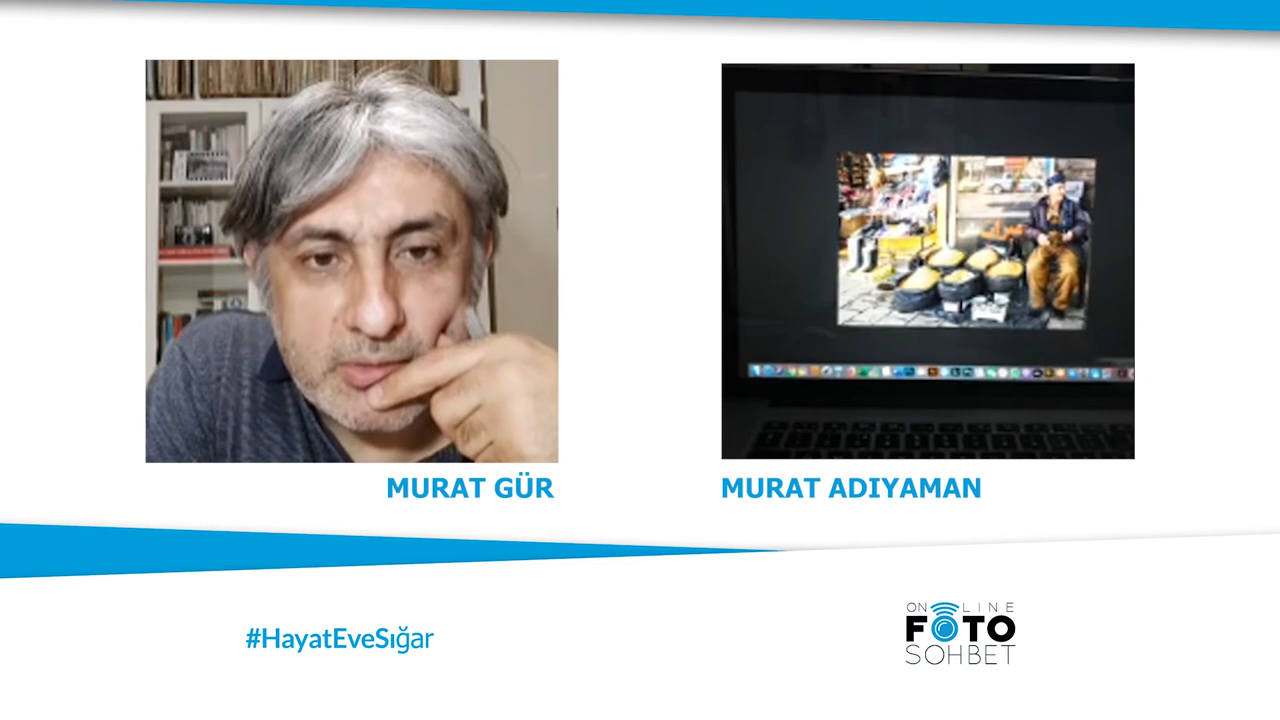 MURAT GÜR
MURAT ADIYAMAN
#HayatEveSığar
ONLINE
FOTO
SOHBET